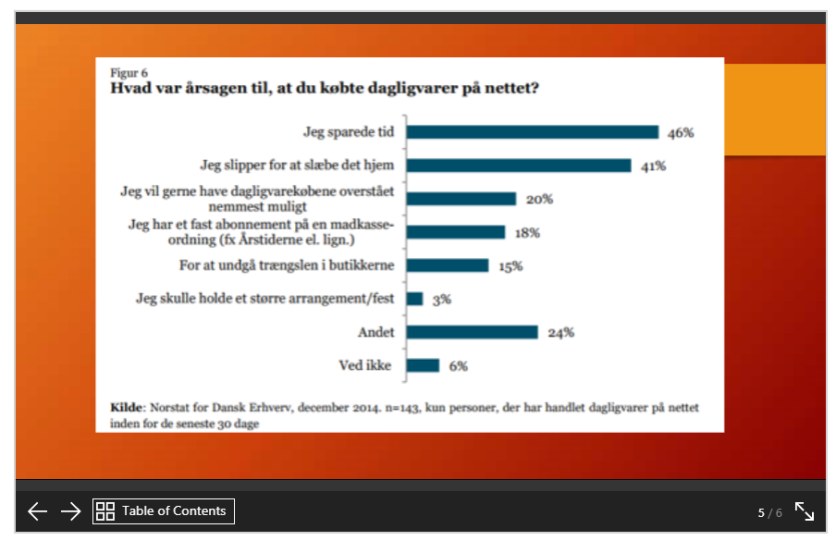 Figur 6
Hvad var årsagen til, at du købte dagligvarer på nettet?
Jeg sparede tid 46%
Jeg slipper for at slæbe det hjem 41%
Jeg vil gerne have dagligvarekøbene overstået
nemmest muligt 20%
Jeg har et fast abonnement på en madkasse-
ordning (fx Årstiderne el. lign.) 18%
For at undgå trængslen i butikkerne 15%
Jeg skulle holde et større arrangement/fest 3%
Andet 24%
Ved ikke 6%
Kilde: Norstat for Dansk Erhverv, december 2014. n=143, kun personer, der har handlet dagligvarer på nettet
inden for de seneste 30 dage
Table of Contents
5 / 6